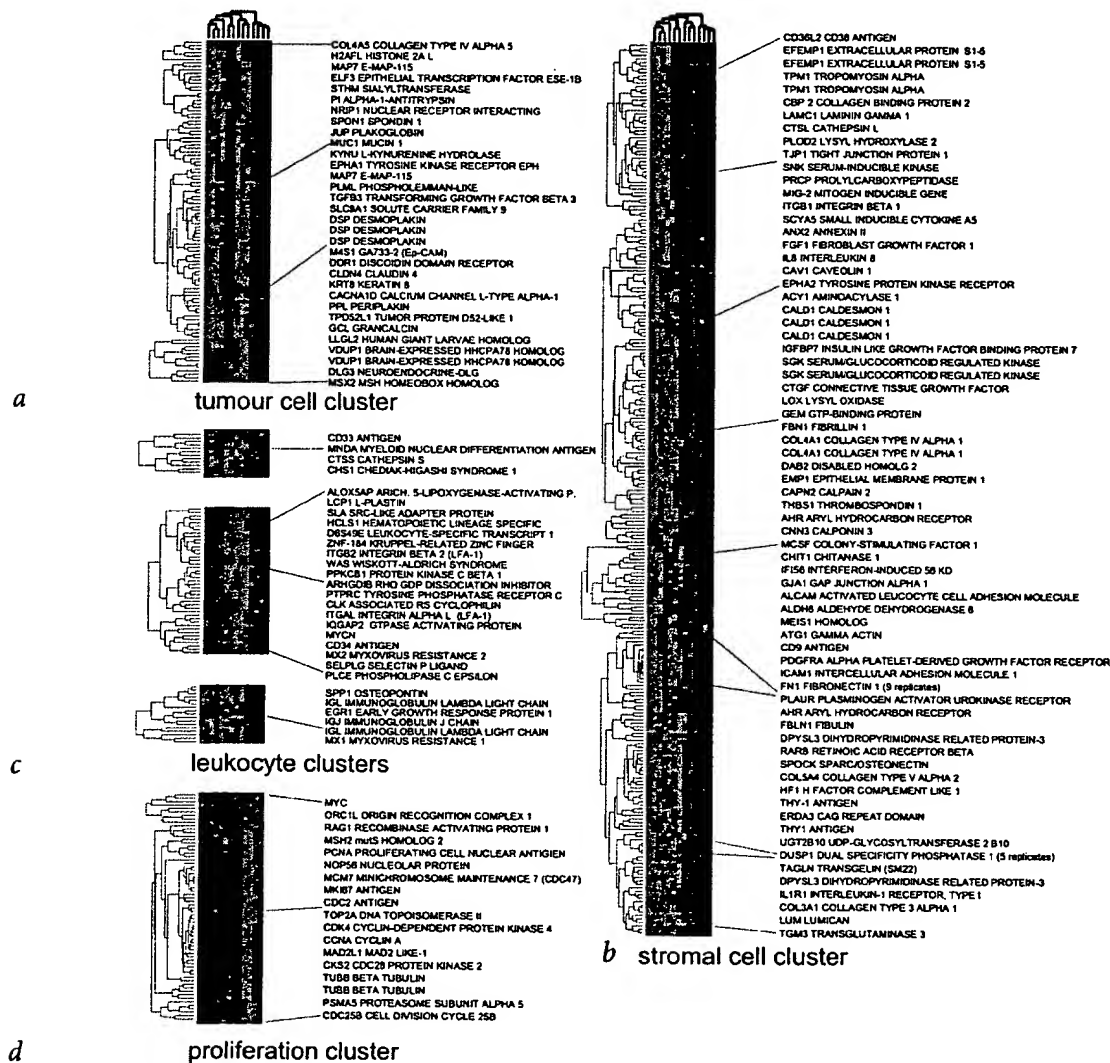 a
COL4A5 COLLAGEN TYPE IV ALPHA 5
H2AFL HISTONE 2A L
MAP7 E-MAP-115
ELF3 EPITHELIAL TRANSCRIPTION FACTOR ESE-1B
STHM SIALYLTRANSFERASE
PI ALPHA-1-ANTITRYPSIN
NRIP1 NUCLEAR RECEPTOR INTERACTING
SPON1 SPONDIN 1
JUP PLAKOGLOBIN
MUC1 MUCIN 1
KYNU L-KYNURENINE HYDROLASE
EPHA1 TYROSINE KINASE RECEPTOR EPH
MAP7 E-MAP-115
PLML PHOSPHOLEMMAN-LIKE
TGFB3 TRANSFORMING GROWTH FACTOR BETA 3
SLC9A1 SOLUTE CARRIER FAMILY 9
DSP DESMOPLAKIN
DSP DESMOPLAKIN
DSP DESMOPLAKIN
M4S1 GA733-2 (Ep-CAM)
DDR1 DISCOIDIN DOMAIN RECEPTOR
CLDN4 CLAUDIN 4
KRT8 KERATIN 8
CACNA1D CALCIUM CHANNEL L-TYPE ALPHA-1
PPL PERIPLAKIN
TPD52L1 TUMOR PROTEIN D52-LIKE 1
GCL GRANCALCIN
LLGL2 HUMAN GIANT LARVAE HOMOLOG
VDUP1 BRAIN-EXPRESSED HHCPA78 HOMOLOG
VDUP1 BRAIN-EXPRESSED HHCPA78 HOMOLOG
DLG3 NEUROENDOCRINE-DLG
MSX2 MSH HOMEOBOX HOMOLOG
tumour cell cluster
CD33 ANTIGEN
MNDA MYELOID NUCLEAR DIFFERENTIATION ANTIGEN
CTSS CATHEPSIN S
CHS1 CHEDIAK-HIGASHI SYNDROME 1
ALOX5AP ARICH. 5-LIPOXYGENASE-ACTIVATING P.
LCP1 L-PLASTIN
SLA SRC-LIKE ADAPTER PROTEIN
HCLS1 HEMATOPOIETIC LINEAGE SPECIFIC
D6S49E LEUKOCYTE-SPECIFIC TRANSCRIPT 1
ZNF-184 KRUPPEL-RELATED ZINC FINGER
ITGB2 INTEGRIN BETA 2 (LFA-1)
WAS WISKOTT-ALDRICH SYNDROME
PPKCB1 PROTEIN KINASE C BETA 1
ARHGDIB RHO GDP DISSOCIATION INHIBITOR
PTPRC TYROSINE PHOSPHATASE RECEPTOR C
CLK ASSOCIATED RS CYCLOPHILIN
ITGAL INTEGRIN ALPHA L (LFA-1)
IQGAP2 GTPASE ACTIVATING PROTEIN
MYCN
CD34 ANTIGEN
MX2 MYXOVIRUS RESISTANCE 2
SELPLG SELECTIN P LIGAND
PLCE PHOSPHOLIPASE C EPSILON
SPP1 OSTEOPONTIN
IGL IMMUNOGLOBULIN LAMBDA LIGHT CHAIN
EGR1 EARLY GROWTH RESPONSE PROTEIN 1
IGJ IMMUNOGLOBULIN J CHAIN
IGL IMMUNOGLOBULIN LAMBDA LIGHT CHAIN
MX1 MYXOVIRUS RESISTANCE 1
c
leukocyte clusters
MYC
ORC1L ORIGIN RECOGNITION COMPLEX 1
RAG1 RECOMBINASE ACTIVATING PROTEIN 1
MSH2 mutS HOMOLOG 2
PCNA PROLIFERATING CELL NUCLEAR ANTIGEN
NOP56 NUCLEOLAR PROTEIN
MCM7 MINICHROMOSOME MAINTENANCE 7 (CDC47)
MKI67 ANTIGEN
CDC2 ANTIGEN
TOP2A DNA TOPOISOMERASE II
CDK4 CYCLIN-DEPENDENT PROTEIN KINASE 4
CCNA CYCLIN A
MAD2L1 MAD2 LIKE-1
CKS2 CDC28 PROTEIN KINASE 2
TUBB BETA TUBULIN
TUBB BETA TUBULIN
PSMA5 PROTEASOME SUBUNIT ALPHA 5
CDC25B CELL DIVISION CYCLE 25B
d
proliferation cluster
CD36L2 CD36 ANTIGEN
EFEMP1 EXTRACELLULAR PROTEIN S1-5
EFEMP1 EXTRACELLULAR PROTEIN S1-5
TPM1 TROPOMYOSIN ALPHA
TPM1 TROPOMYOSIN ALPHA
CBP 2 COLLAGEN BINDING PROTEIN 2
LAMC1 LAMININ GAMMA 1
CTSL CATHEPSIN L
PLOD2 LYSYL HYDROXYLASE 2
TJP1 TIGHT JUNCTION PROTEIN 1
SNK SERUM-INDUCIBLE KINASE
PRCP PROLYLCARBOXYPEPTIDASE
MIG-2 MITOGEN INDUCIBLE GENE
ITGB1 INTEGRIN BETA 1
SCYA5 SMALL INDUCIBLE CYTOKINE A5
ANX2 ANNEXIN II
FGF1 FIBROBLAST GROWTH FACTOR 1
IL8 INTERLEUKIN 8
CAV1 CAVEOLIN 1
EPHA2 TYROSINE PROTEIN KINASE RECEPTOR
ACY1 AMINOACYLASE 1
CALD1 CALDESMON 1
CALD1 CALDESMON 1
CALD1 CALDESMON 1
IGFBP7 INSULIN LIKE GROWTH FACTOR BINDING PROTEIN 7
SGK SERUM/GLUCOCORTICOID REGULATED KINASE
SGK SERUM/GLUCOCORTICOID REGULATED KINASE
CTGF CONNECTIVE TISSUE GROWTH FACTOR
LOX LYSYL OXIDASE
GEM GTP-BINDING PROTEIN
FBN1 FIBRILLIN 1
COL4A1 COLLAGEN TYPE IV ALPHA 1
COL4A1 COLLAGEN TYPE IV ALPHA 1
DAB2 DISABLED HOMOLG 2
EMP1 EPITHELIAL MEMBRANE PROTEIN 1
CAPN2 CALPAIN 2
THBS1 THROMBOSPONDIN 1
AHR ARYL HYDROCARBON RECEPTOR
CNN3 CALPONIN 3
MCSF COLONY-STIMULATING FACTOR 1
CHIT1 CHITANASE 1
IFI56 INTERFERON-INDUCED 56 KD
GJA1 GAP JUNCTION ALPHA 1
ALCAM ACTIVATED LEUCOCYTE CELL ADHESION MOLECULE
ALDH6 ALDEHYDE DEHYDROGENASE 6
MEIS1 HOMOLOG
ATG1 GAMMA ACTIN
CD9 ANTIGEN
PDGFRA ALPHA PLATELET-DERIVED GROWTH FACTOR RECEPTOR
ICAM1 INTERCELLULAR ADHESION MOLECULE 1
FN1 FIBRONECTIN 1 (9 replicates)
PLAUR PLASMINOGEN ACTIVATOR UROKINASE RECEPTOR
AHR ARYL HYDROCARBON RECEPTOR
FBLN1 FIBULIN
DPYSL3 DIHYDROPYRIMIDINASE RELATED PROTEIN-3
RARB RETINOIC ACID RECEPTOR BETA
SPOCK SPARC/OSTEONECTIN
COL5A4 COLLAGEN TYPE V ALPHA 2
HF1 H FACTOR COMPLEMENT LIKE 1
THY-1 ANTIGEN
ERDA3 CAG REPEAT DOMAIN
THY1 ANTIGEN
UGT2B10 UDP-GLYCOSYLTRANSFERASE 2 B10
DUSP1 DUAL SPECIFICITY PHOSPHATASE 1 (5 replicates)
TAGLN TRANSGELIN (SM22)
DPYSL3 DIHYDROPYRIMIDINASE RELATED PROTEIN-3
IL1R1 INTERLEUKIN-1 RECEPTOR, TYPE I
COL3A1 COLLAGEN TYPE 3 ALPHA 1
LUM LUMICAN
TGM3 TRANSGLUTAMINASE 3
b
stromal cell cluster